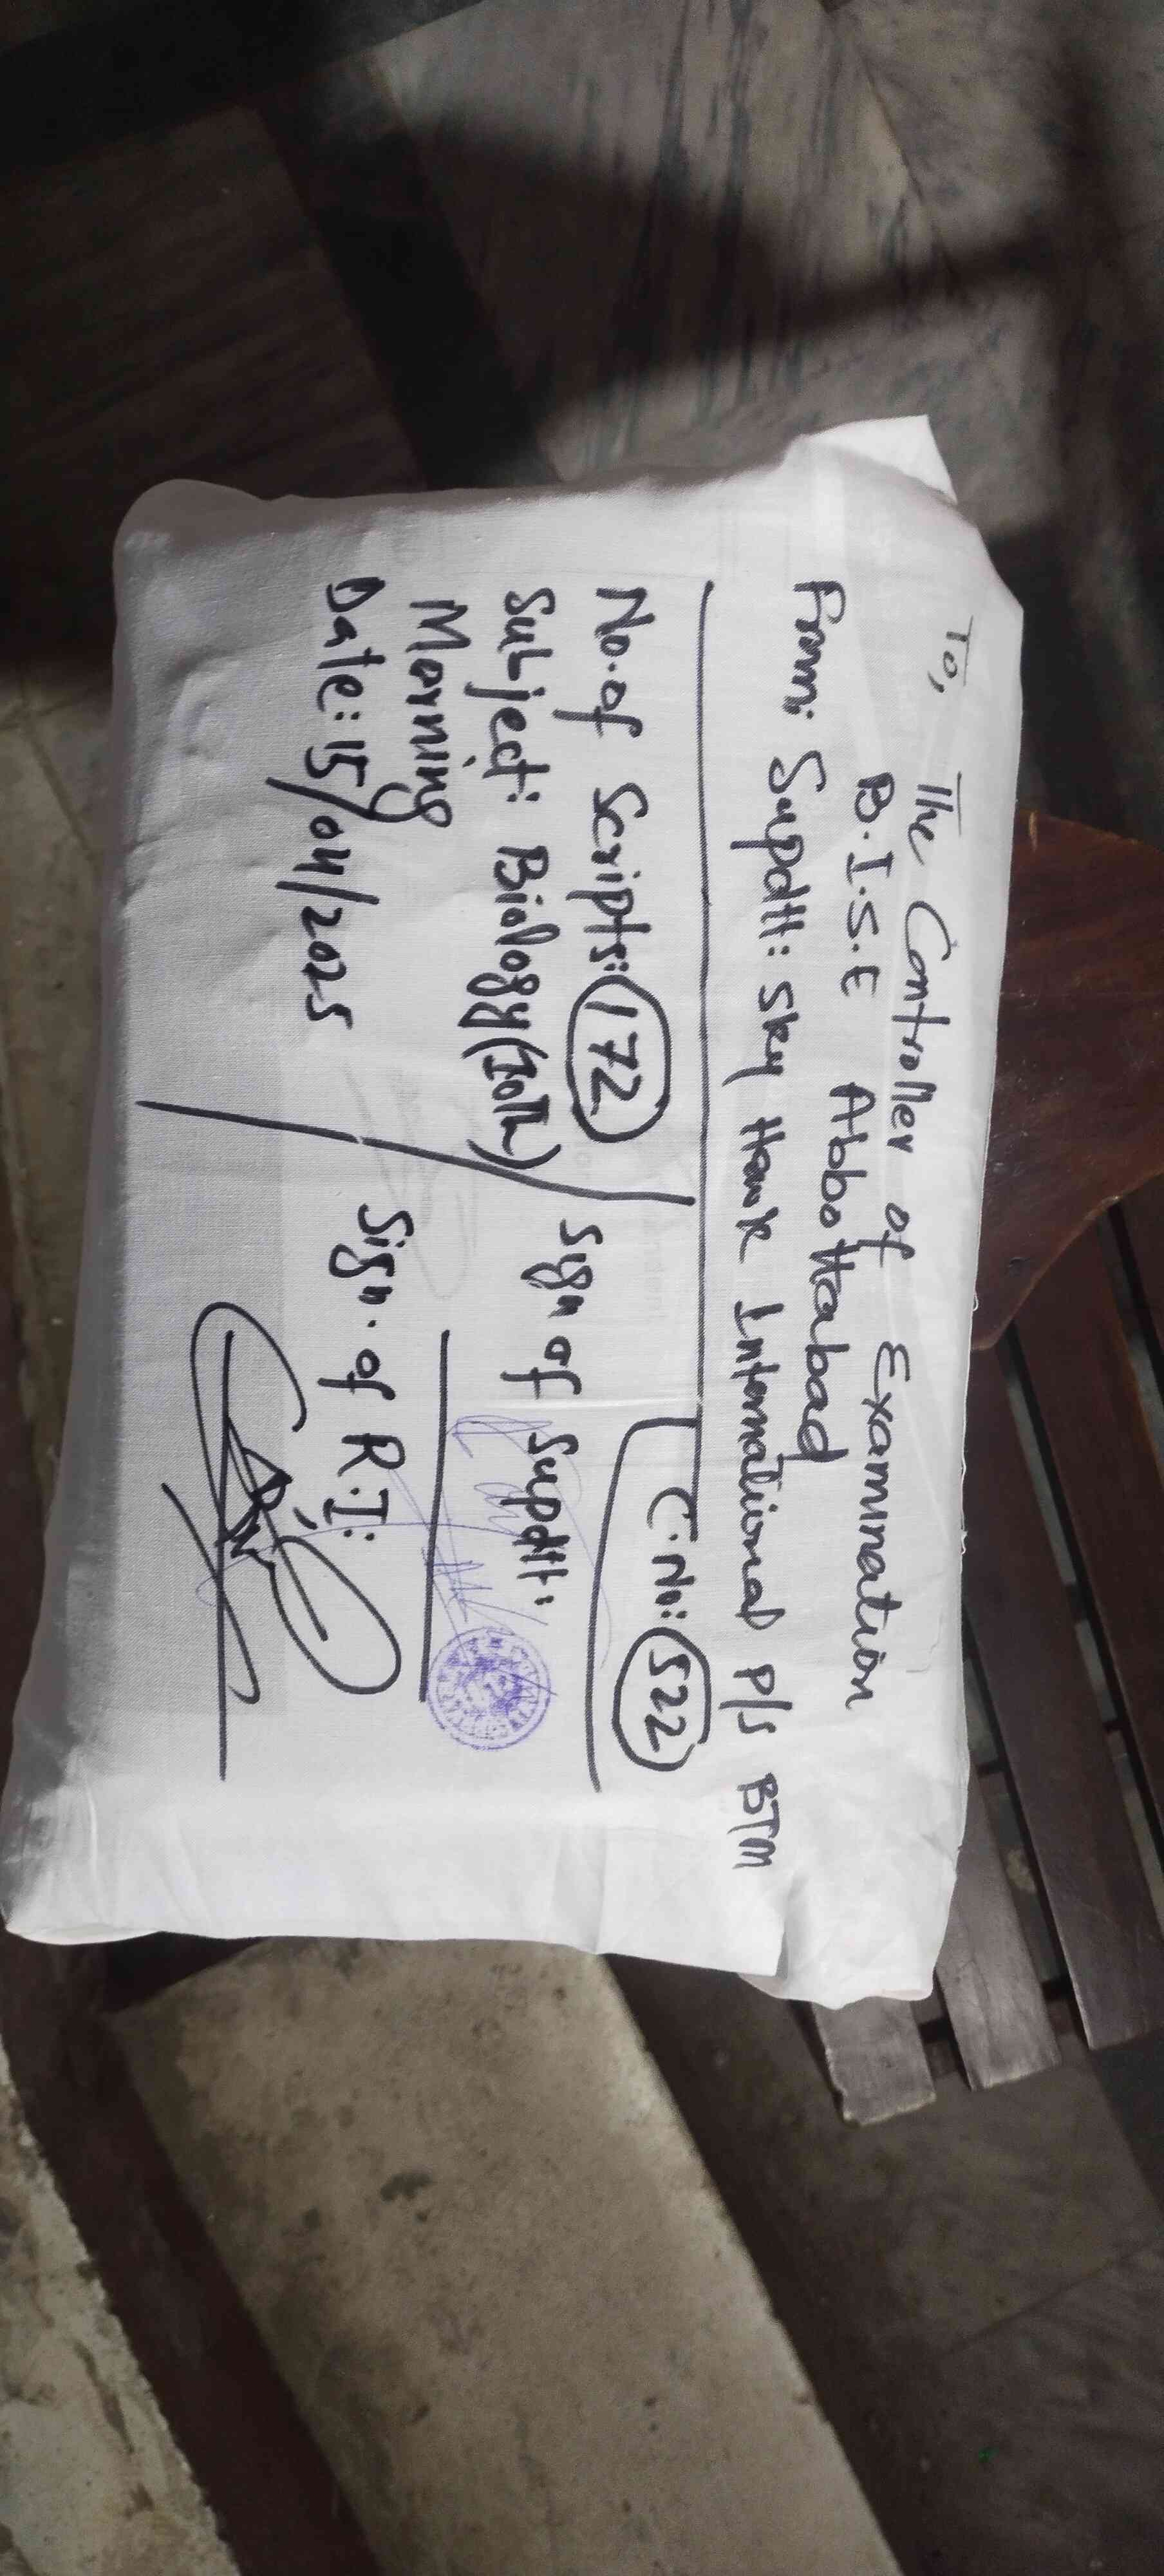 To,
The Controller of Examination
B.I.S.E Abbottabad
From: Supdtt: Sky Hawk International P/S BTM
C.No: 522
No. of Scripts: 172
Subject: Biology (10th)
Morning
Date: 15/04/2025
Sign of Supdtt:
Sign. of R.I: